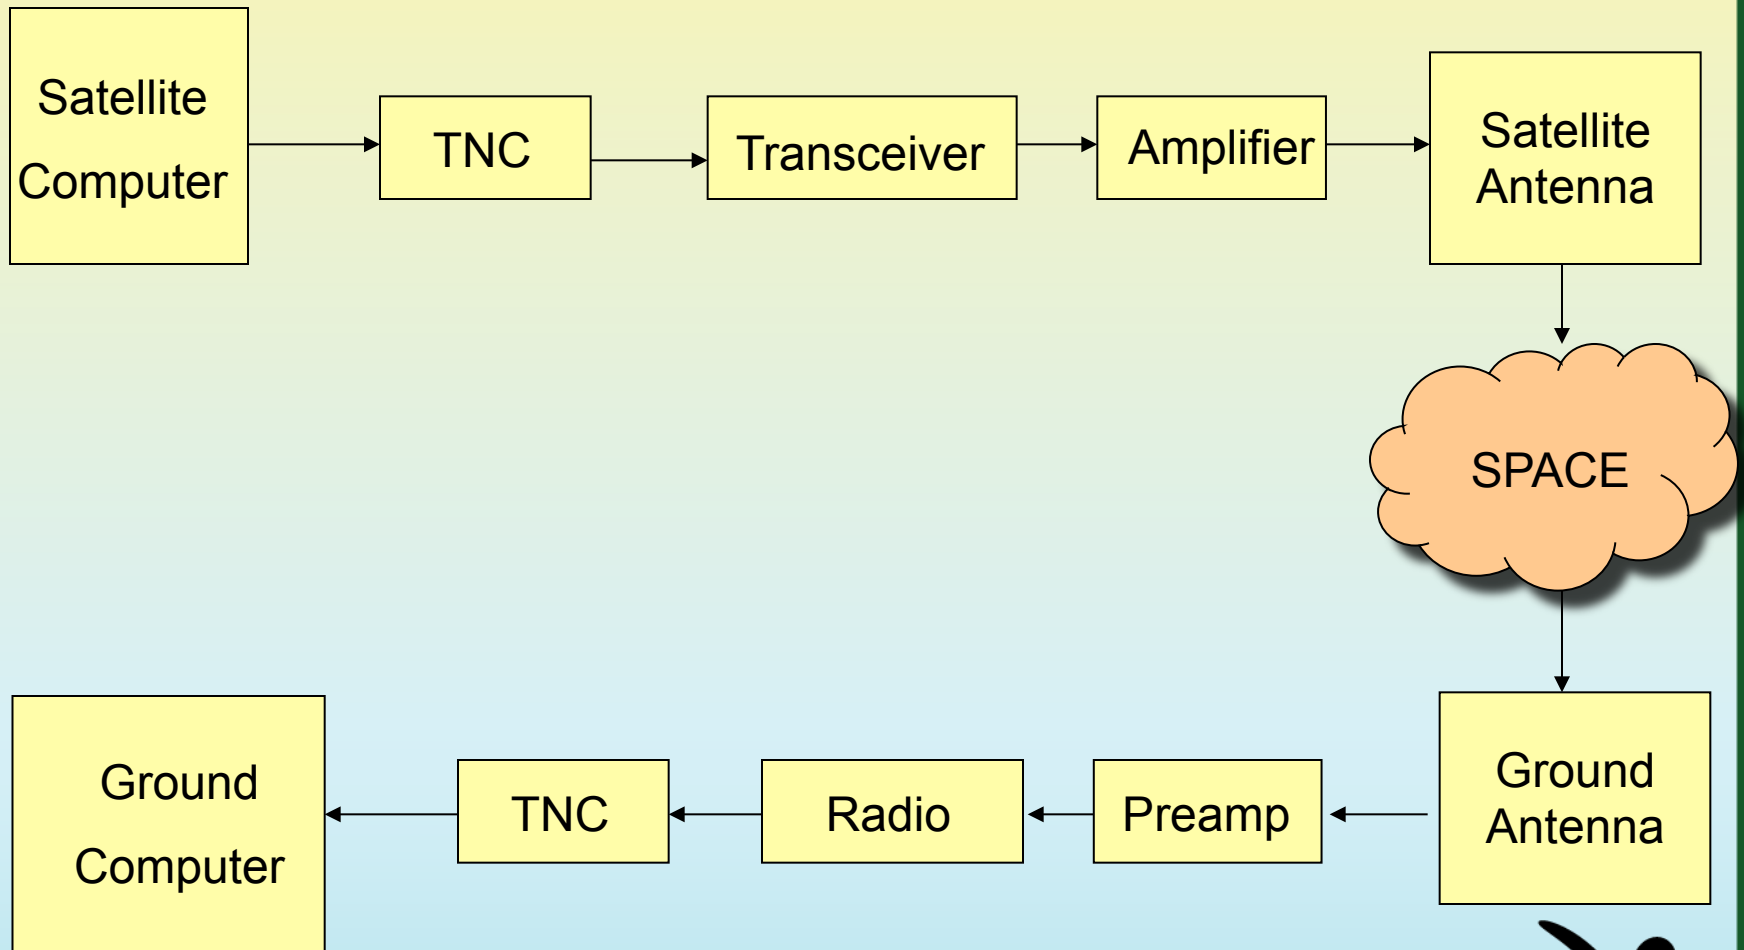 Satellite
Computer
TNC
Transceiver
Amplifier
Satellite
Antenna
SPACE
Ground
Antenna
Preamp
Radio
TNC
Ground
Computer